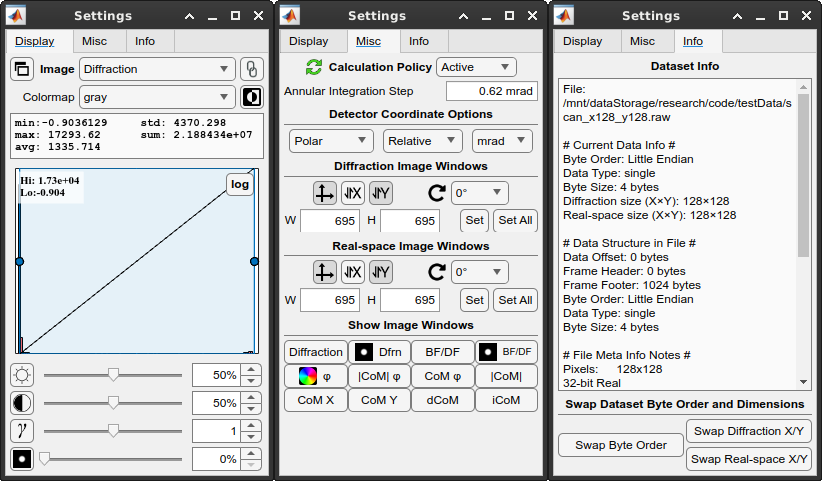 Settings
Display Misc Info
Image Diffraction
Colormap gray
min:-0.9036129 std: 4370.298
max: 17293.62 sum: 2.188434e+07
avg: 1335.714
Hi: 1.73e+04
Lo:-0.904
log
50%
50%
γ 1
0%
Settings
Display Misc Info
Calculation Policy Active
Annular Integration Step 0.62 mrad
Detector Coordinate Options
Polar Relative mrad
Diffraction Image Windows
X Y 0°
W 695 H 695 Set Set All
Real-space Image Windows
X Y 0°
W 695 H 695 Set Set All
Show Image Windows
Diffraction Dfrn BF/DF BF/DF
φ |CoM| φ CoM φ |CoM|
CoM X CoM Y dCoM iCoM
Settings
Display Misc Info
Dataset Info
File:
/mnt/dataStorage/research/code/testData/s
can_x128_y128.raw
# Current Data Info #
Byte Order: Little Endian
Data Type: single
Byte Size: 4 bytes
Diffraction size (X×Y): 128×128
Real-space size (X×Y): 128×128
# Data Structure in File #
Data Offset: 0 bytes
Frame Header: 0 bytes
Frame Footer: 1024 bytes
Byte Order: Little Endian
Data Type: single
Byte Size: 4 bytes
# File Meta Info Notes #
Pixels: 128x128
32-bit Real
Swap Dataset Byte Order and Dimensions
Swap Byte Order
Swap Diffraction X/Y
Swap Real-space X/Y